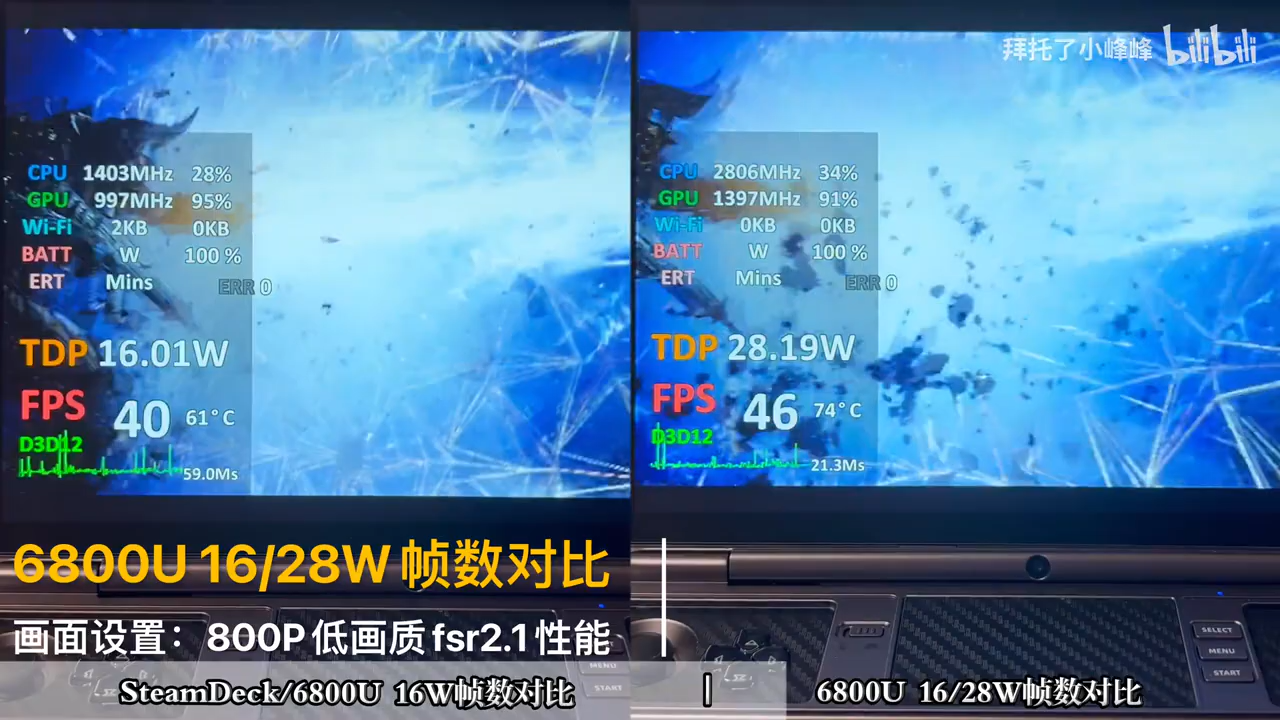 拜托了小峰峰 bilibili
CPU 1403MHz 28%
GPU 997MHz 95%
Wi-Fi 2KB 0KB
BATT W 100 %
ERT Mins
ERR 0
TDP 16.01W
FPS 40 61°C
D3D12
59.0Ms
CPU 2806MHz 34%
GPU 1397MHz 91%
Wi-Fi 0KB 0KB
BATT W 100 %
ERT Mins
ERR 0
TDP 28.19W
FPS 46 74°C
D3D12
21.3Ms
6800U 16/28W帧数对比
画面设置：800P低画质fsr2.1性能
SELECT
MENU
START
MENU
START
SteamDeck/6800U 16W帧数对比
6800U 16/28W帧数对比